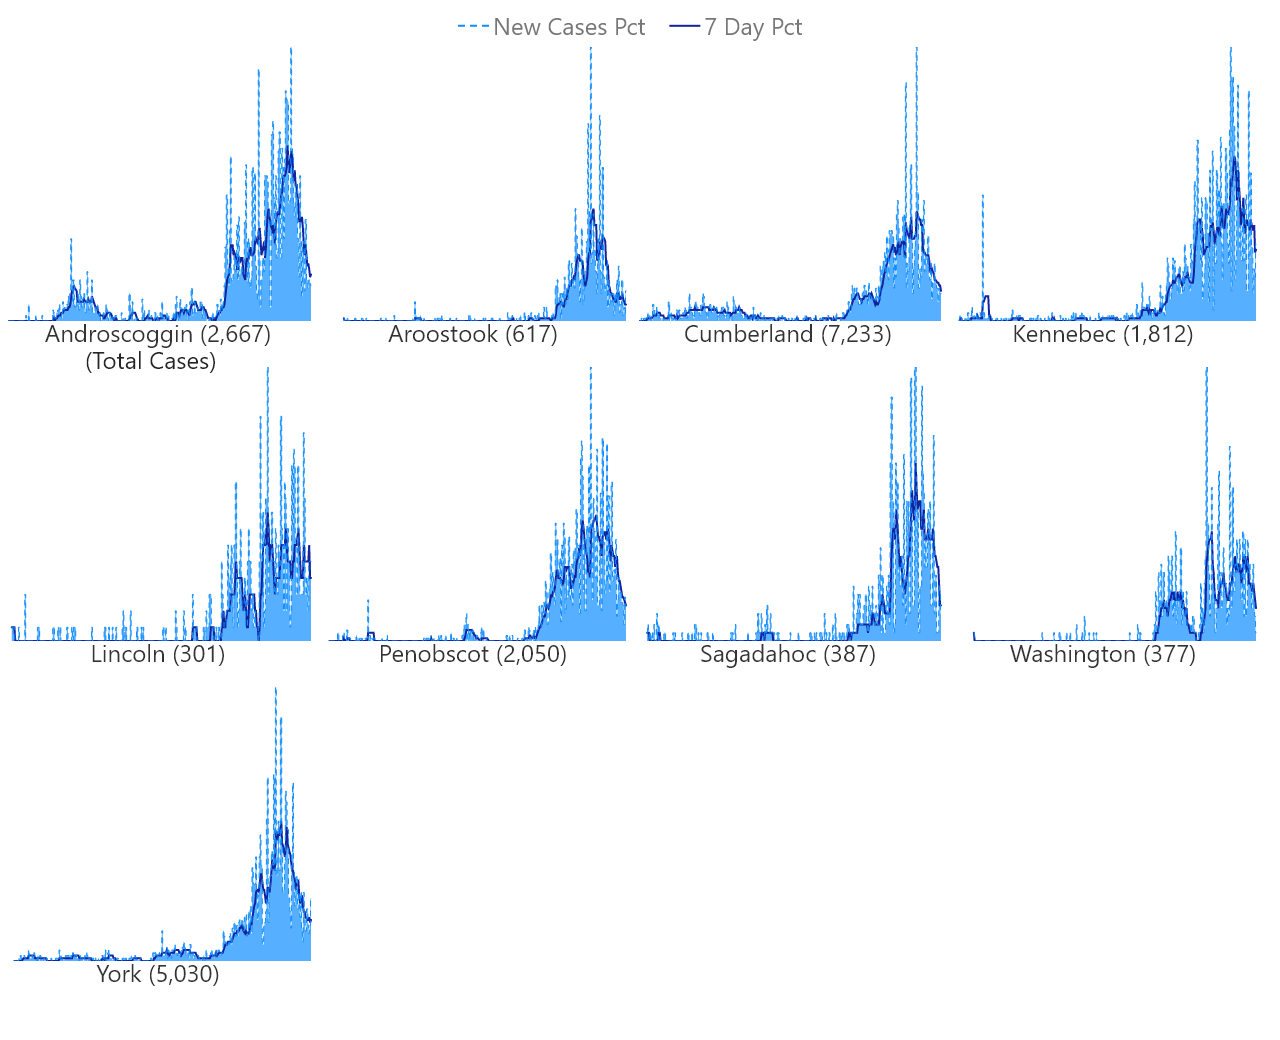 New Cases Pct 7 Day Pct
Androscoggin (2,667)
(Total Cases)
Aroostook (617)
Cumberland (7,233)
Kennebec (1,812)
Lincoln (301)
Penobscot (2,050)
Sagadahoc (387)
Washington (377)
York (5,030)